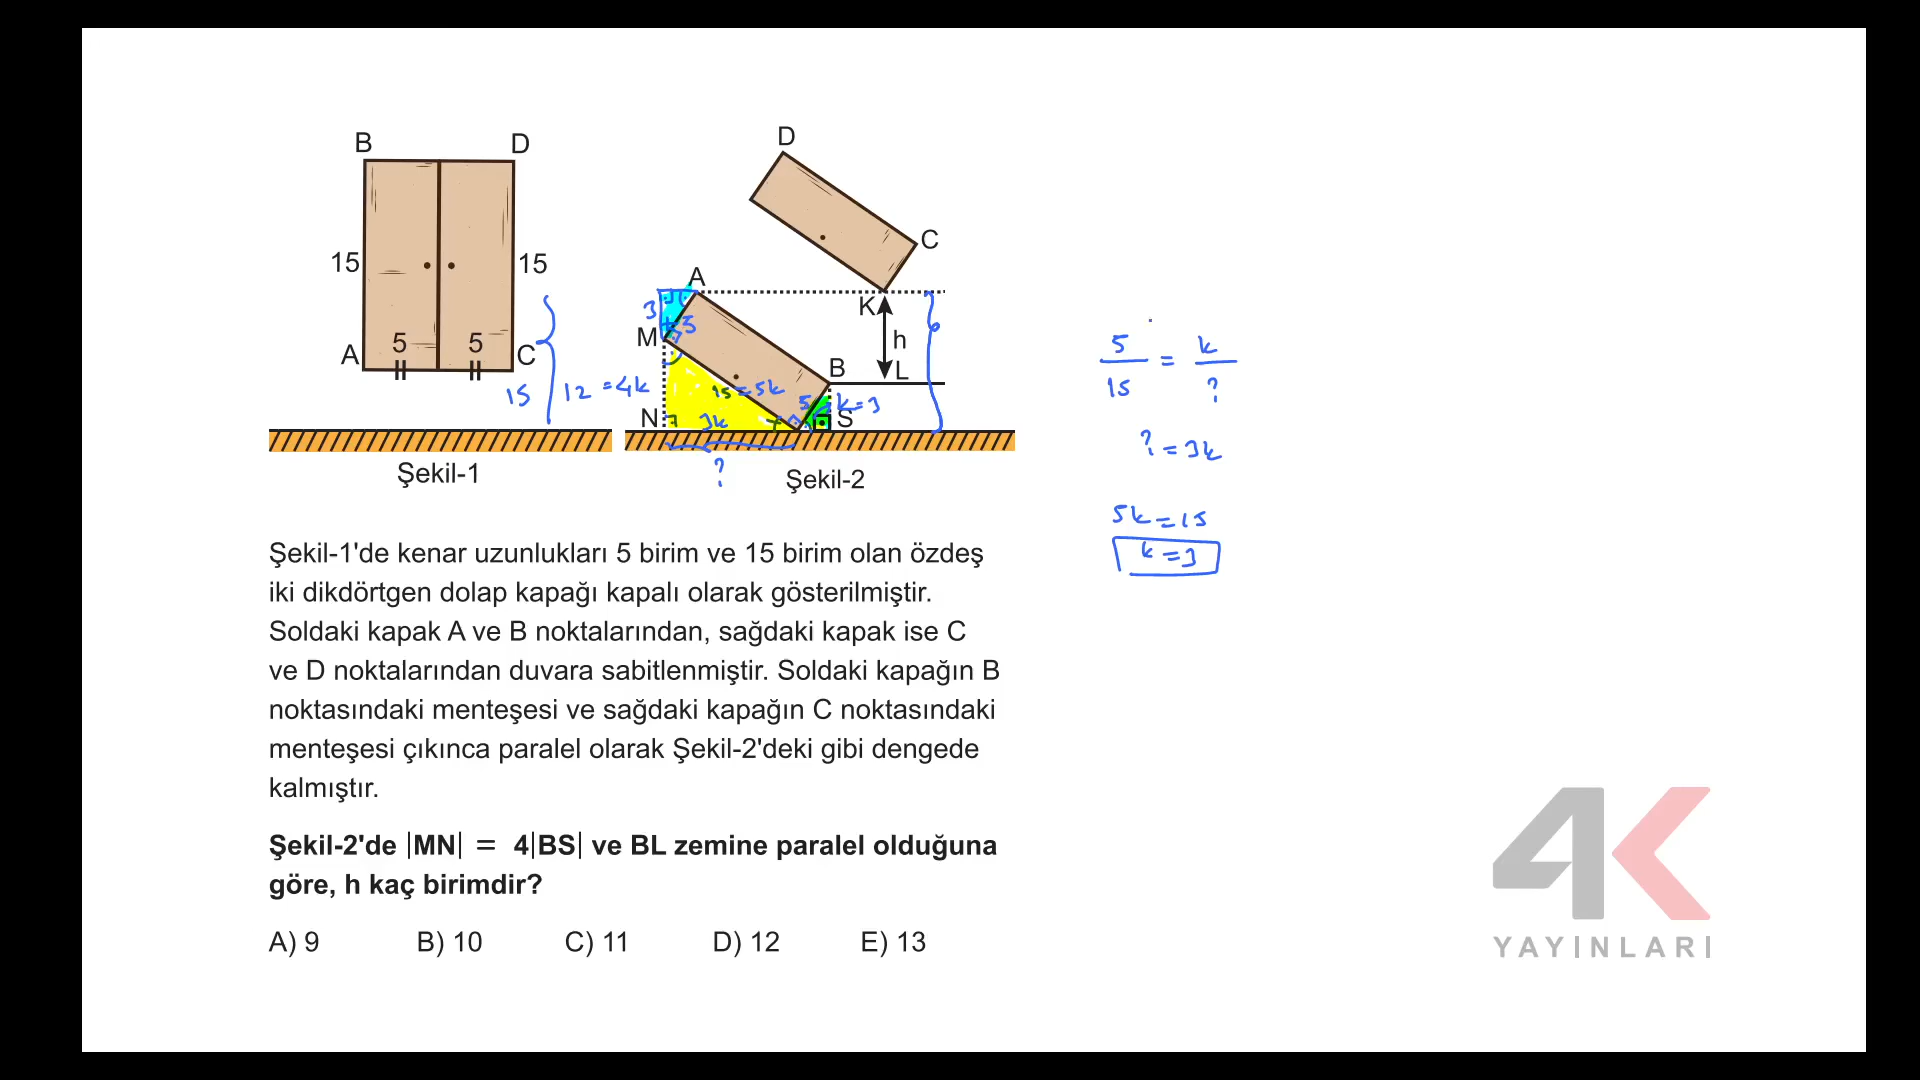 B
D
15
15
5
5
A
C
15
Şekil-1
D
C
A
K
3
5
M
h
B
L
12 = 4k
15 = 5k
5
k=3
N
3k
S
?
Şekil-2
5 / 15 = k / ?
? = 3k
5k = 15
k = 3
Şekil-1'de kenar uzunlukları 5 birim ve 15 birim olan özdeş
iki dikdörtgen dolap kapağı kapalı olarak gösterilmiştir.
Soldaki kapak A ve B noktalarından, sağdaki kapak ise C
ve D noktalarından duvara sabitlenmiştir. Soldaki kapağın B
noktasındaki menteşesi ve sağdaki kapağın C noktasındaki
menteşesi çıkınca paralel olarak Şekil-2'deki gibi dengede
kalmıştır.
Şekil-2'de |MN| = 4|BS| ve BL zemine paralel olduğuna
göre, h kaç birimdir?
A) 9 B) 10 C) 11 D) 12 E) 13
4K
YAYINLARI